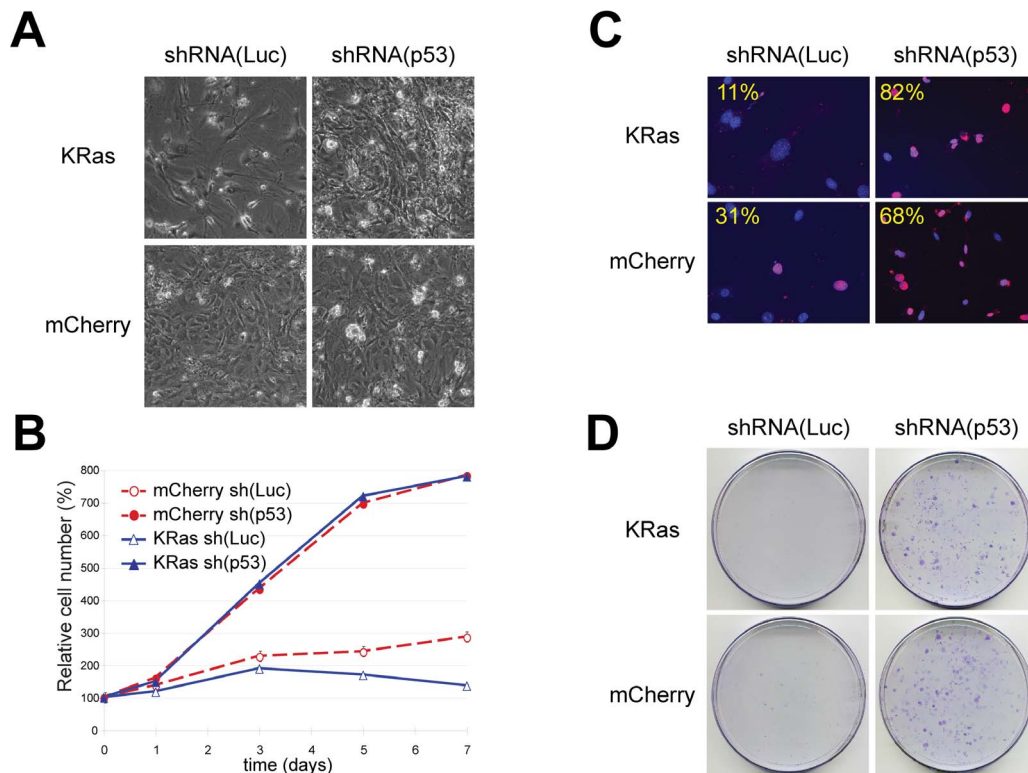 A
shRNA(Luc) shRNA(p53)
KRas
mCherry
B
Relative cell number (%)
800
700
600
500
400
300
200
100
0
mCherry sh(Luc)
mCherry sh(p53)
KRas sh(Luc)
KRas sh(p53)
0 1 2 3 4 5 6 7
time (days)
C
shRNA(Luc) shRNA(p53)
KRas
11% 82%
mCherry
31% 68%
D
shRNA(Luc) shRNA(p53)
KRas
mCherry